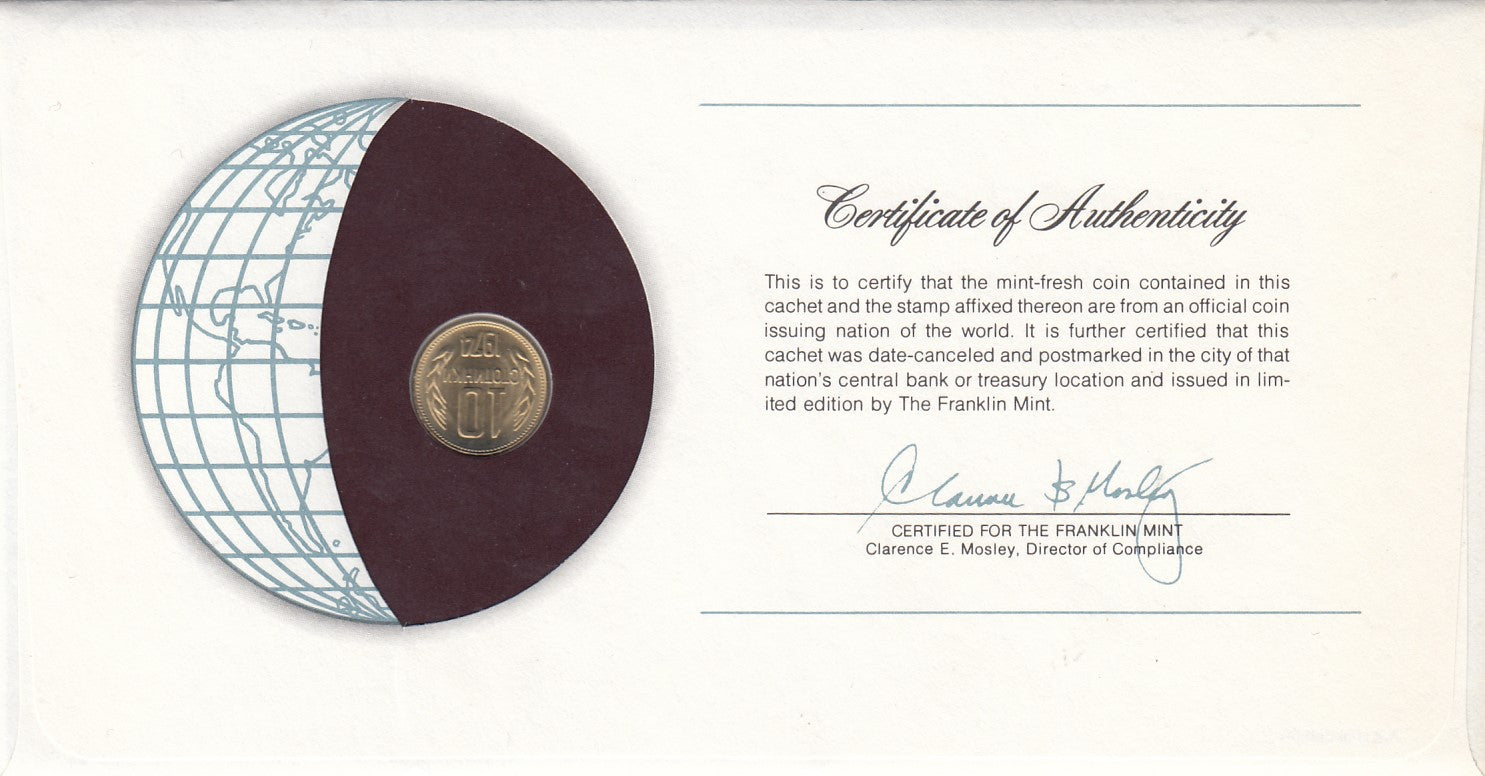 Certificate of Authenticity
This is to certify that the mint-fresh coin contained in this
cachet and the stamp affixed thereon are from an official coin
issuing nation of the world. It is further certified that this
cachet was date-canceled and postmarked in the city of that
nation's central bank or treasury location and issued in lim-
ited edition by The Franklin Mint.
CERTIFIED FOR THE FRANKLIN MINT
Clarence E. Mosley, Director of Compliance
10
СТОТИНКИ
1974